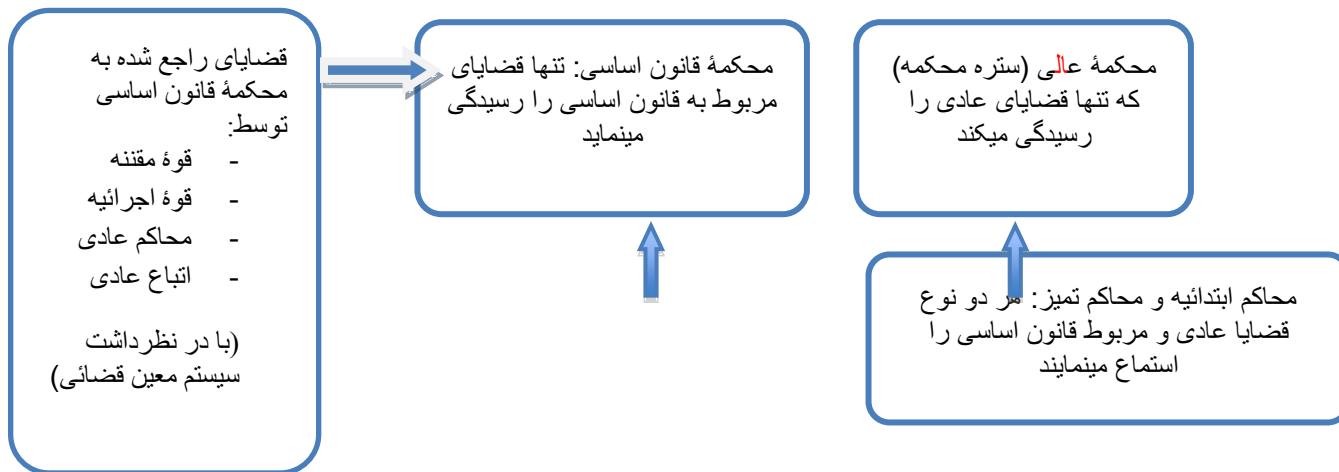 محکمۀ عالی (ستره محکمه)
که تنها قضایای عادی را
رسیدگی میکند
محاکم ابتدائیه و محاکم تمیز: هر دو نوع
قضایا عادی و مربوط قانون اساسی را
استماع مینمایند
محکمۀ قانون اساسی: تنها قضایای
مربوط به قانون اساسی را رسیدگی
مینماید
قضایای راجع شده به
محکمۀ قانون اساسی
توسط:
- قوۀ مقننه
- قوۀ اجرائیه
- محاکم عادی
- اتباع عادی
(با در نظرداشت
سیستم معین قضائی)